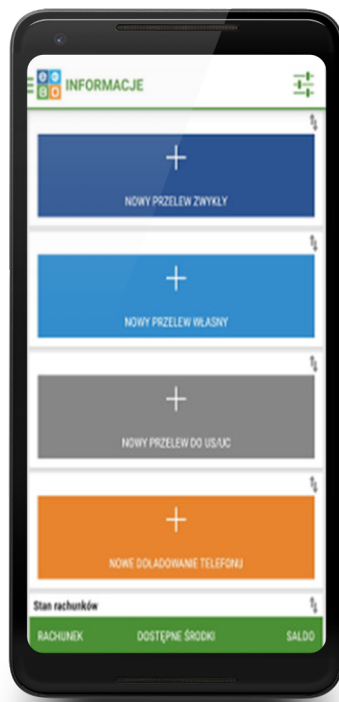 INFORMACJE
NOWY PRZELEW ZWYKŁY
NOWY PRZELEW WŁASNY
NOWY PRZELEW DO US/UC
NOWE DOŁADOWANIE TELEFONU
Stan rachunków
RACHUNEK DOSTĘPNE ŚRODKI SALDO